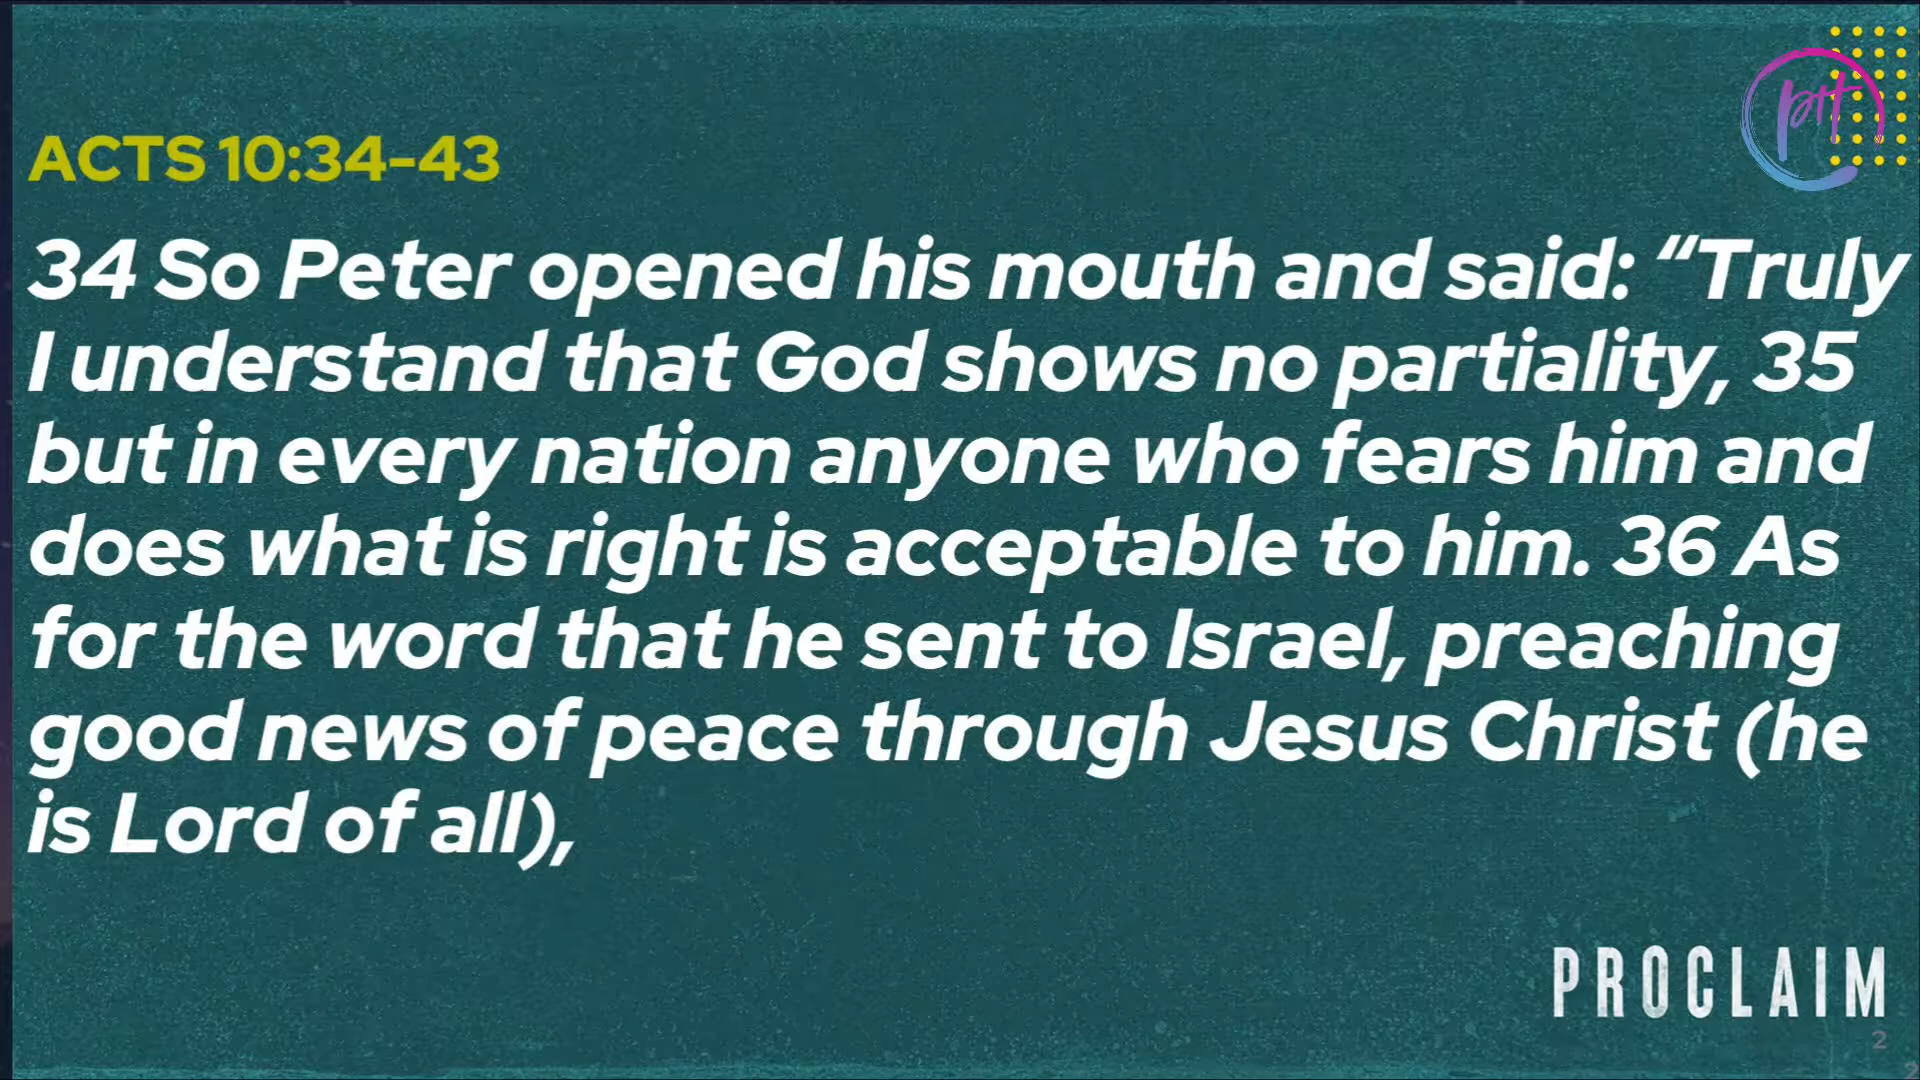 ACTS 10:34-43
34 So Peter opened his mouth and said: “Truly
I understand that God shows no partiality, 35
but in every nation anyone who fears him and
does what is right is acceptable to him. 36 As
for the word that he sent to Israel, preaching
good news of peace through Jesus Christ (he
is Lord of all),
PROCLAIM
2
2